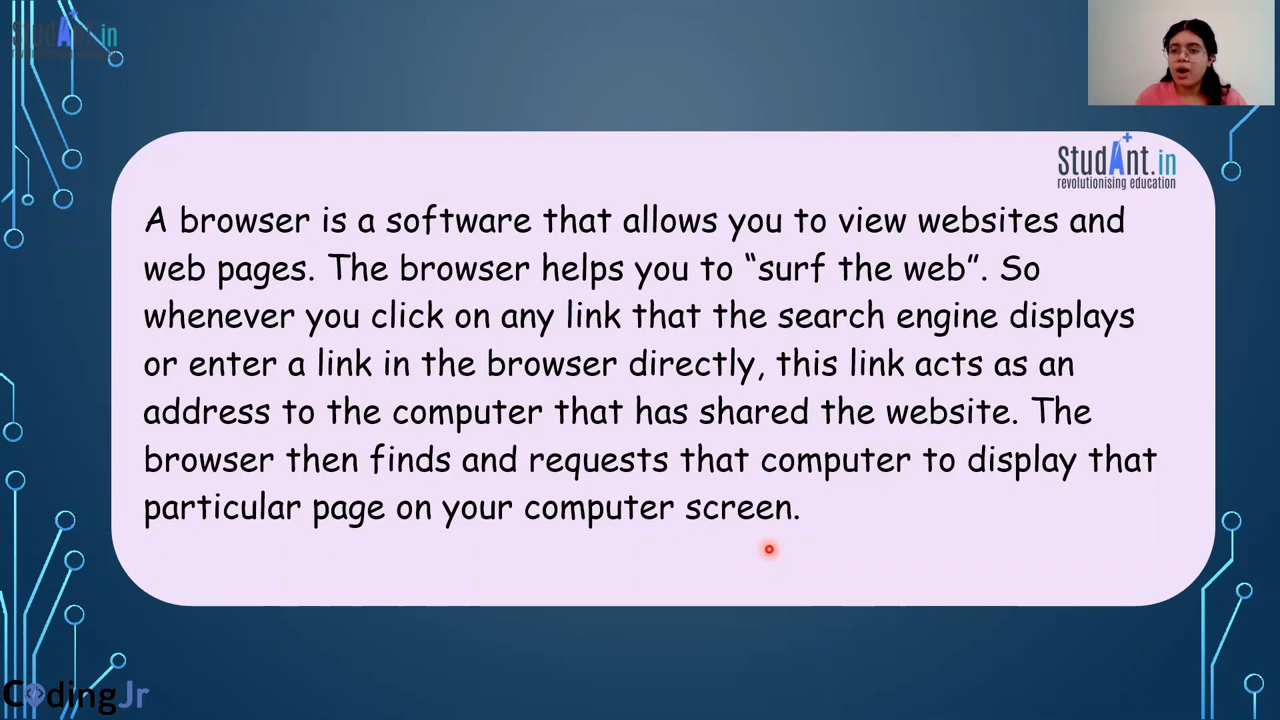 StudAnt.in
StudAnt.in
revolutionising education
A browser is a software that allows you to view websites and
web pages. The browser helps you to “surf the web”. So
whenever you click on any link that the search engine displays
or enter a link in the browser directly, this link acts as an
address to the computer that has shared the website. The
browser then finds and requests that computer to display that
particular page on your computer screen.
CodingJr